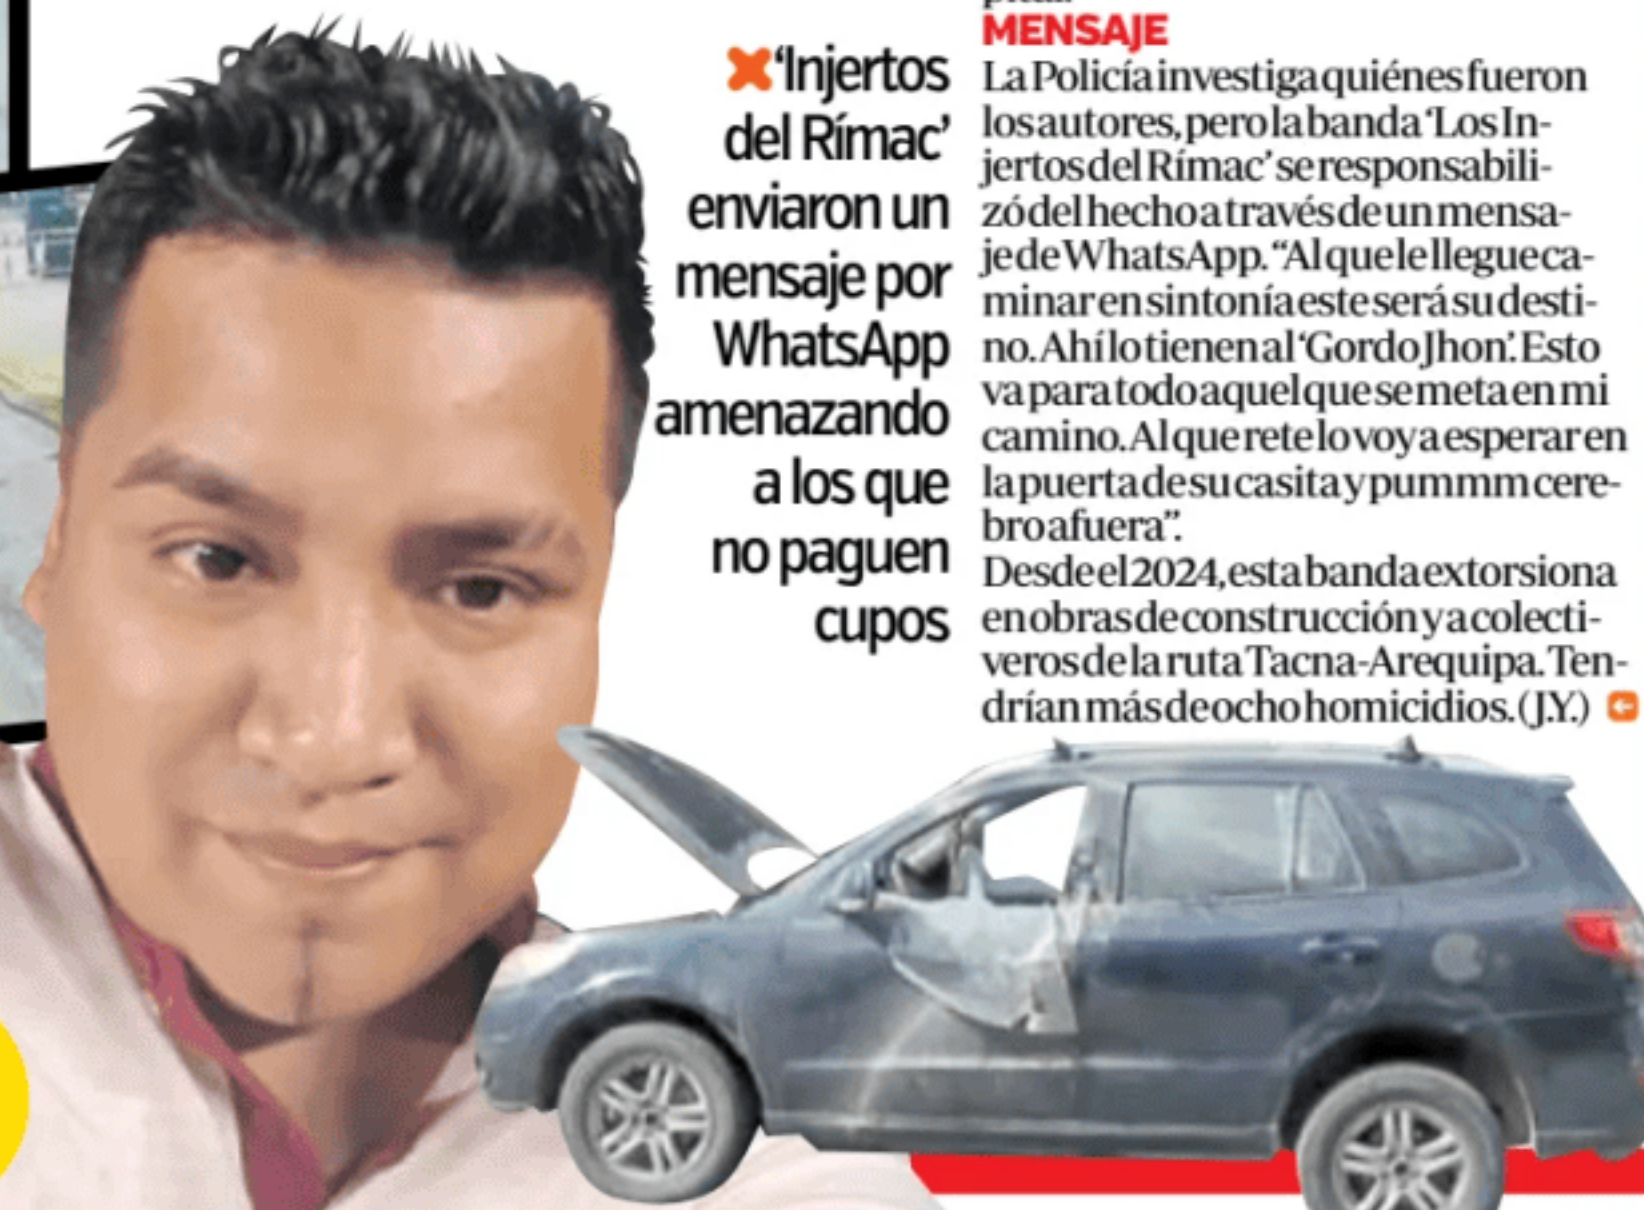 'Injertos
del Rímac'
enviaron un
mensaje por
WhatsApp
amenazando
a los que
no paguen
cupos
MENSAJE
La Policía investiga quiénes fueron
los autores, pero la banda 'Los In-
jertos del Rímac' se responsabili-
zó del hecho a través de un mensa-
je de WhatsApp. “Al que le llegue ca-
minar en sintonía este será su desti-
no. Ahí lo tienen al 'Gordo Jhon'. Esto
va para todo aquel que se meta en mi
camino. Al que rete lo voy a esperar en
la puerta de su casita y pummm cere-
bro afuera”.
Desde el 2024, esta banda extorsiona
en obras de construcción y a colecti-
veros de la ruta Tacna-Arequipa. Ten-
drían más de ocho homicidios. (J.Y.)